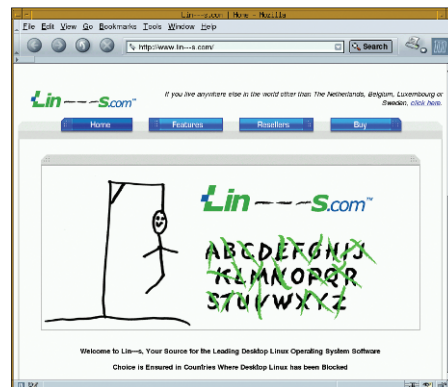 Lin---s.com | Home - Mozilla
File Edit View Go Bookmarks Tools Window Help
http://www.lin---s.com/ Search
Lin---s.com™
If you live anywhere else in the world other than The Netherlands, Belgium, Luxembourg or
Sweden, click here.
Home Features Resellers Buy
Lin---s.com™
ABCDEFGHIJ
KLMNOPQR
STUVWXYZ
Welcome to Lin---s, Your Source for the Leading Desktop Linux Operating System Software
Choice is Ensured in Countries Where Desktop Linux has been Blocked